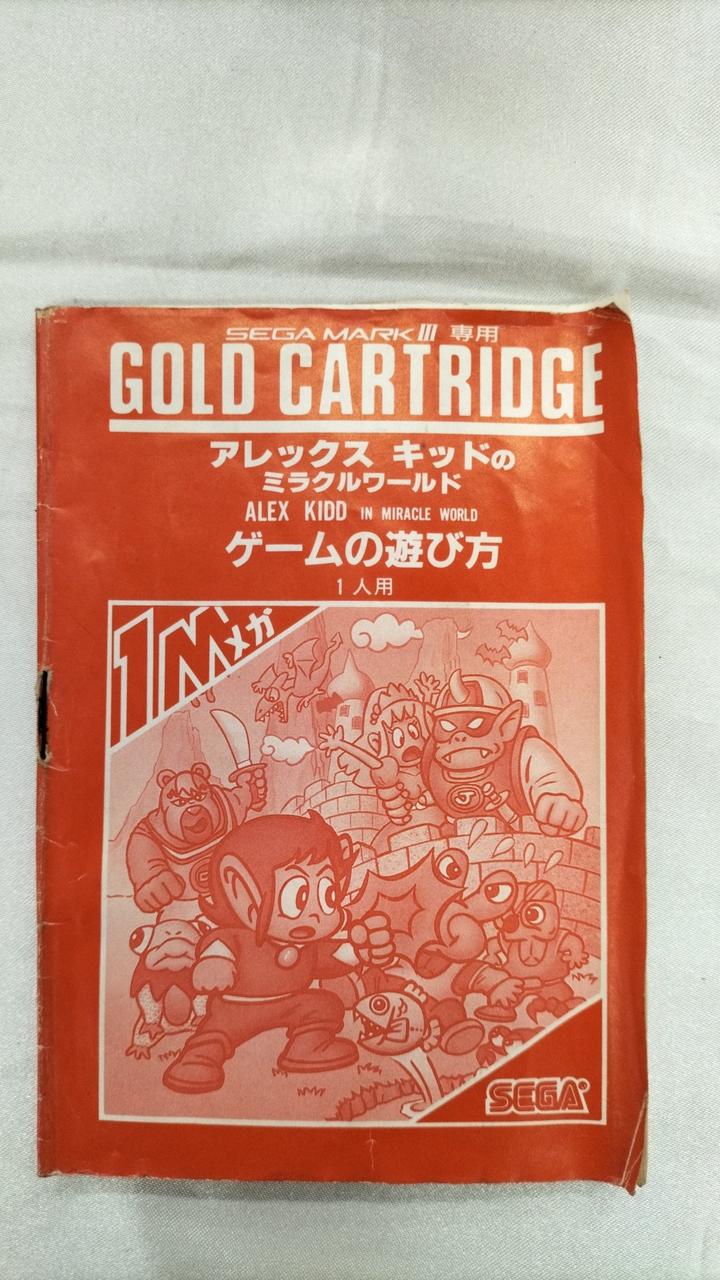 SEGA MARK III 専用
GOLD CARTRIDGE
アレックス キッドの
ミラクルワールド
ALEX KIDD IN MIRACLE WORLD
ゲームの遊び方
1人用
1Mメガ
SEGA